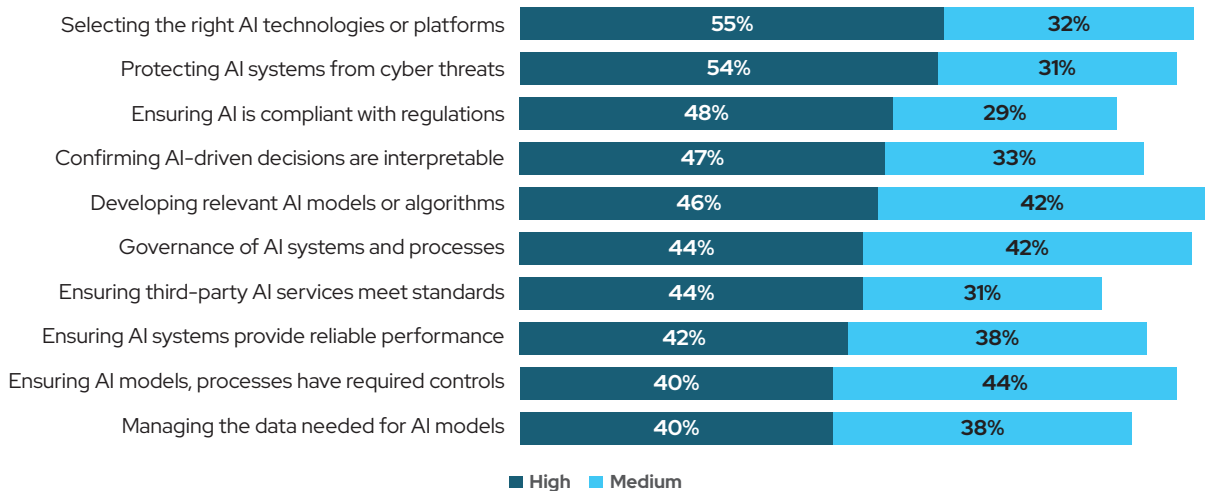 Selecting the right AI technologies or platforms 55% 32%
Protecting AI systems from cyber threats 54% 31%
Ensuring AI is compliant with regulations 48% 29%
Confirming AI-driven decisions are interpretable 47% 33%
Developing relevant AI models or algorithms 46% 42%
Governance of AI systems and processes 44% 42%
Ensuring third-party AI services meet standards 44% 31%
Ensuring AI systems provide reliable performance 42% 38%
Ensuring AI models, processes have required controls 40% 44%
Managing the data needed for AI models 40% 38%
High Medium